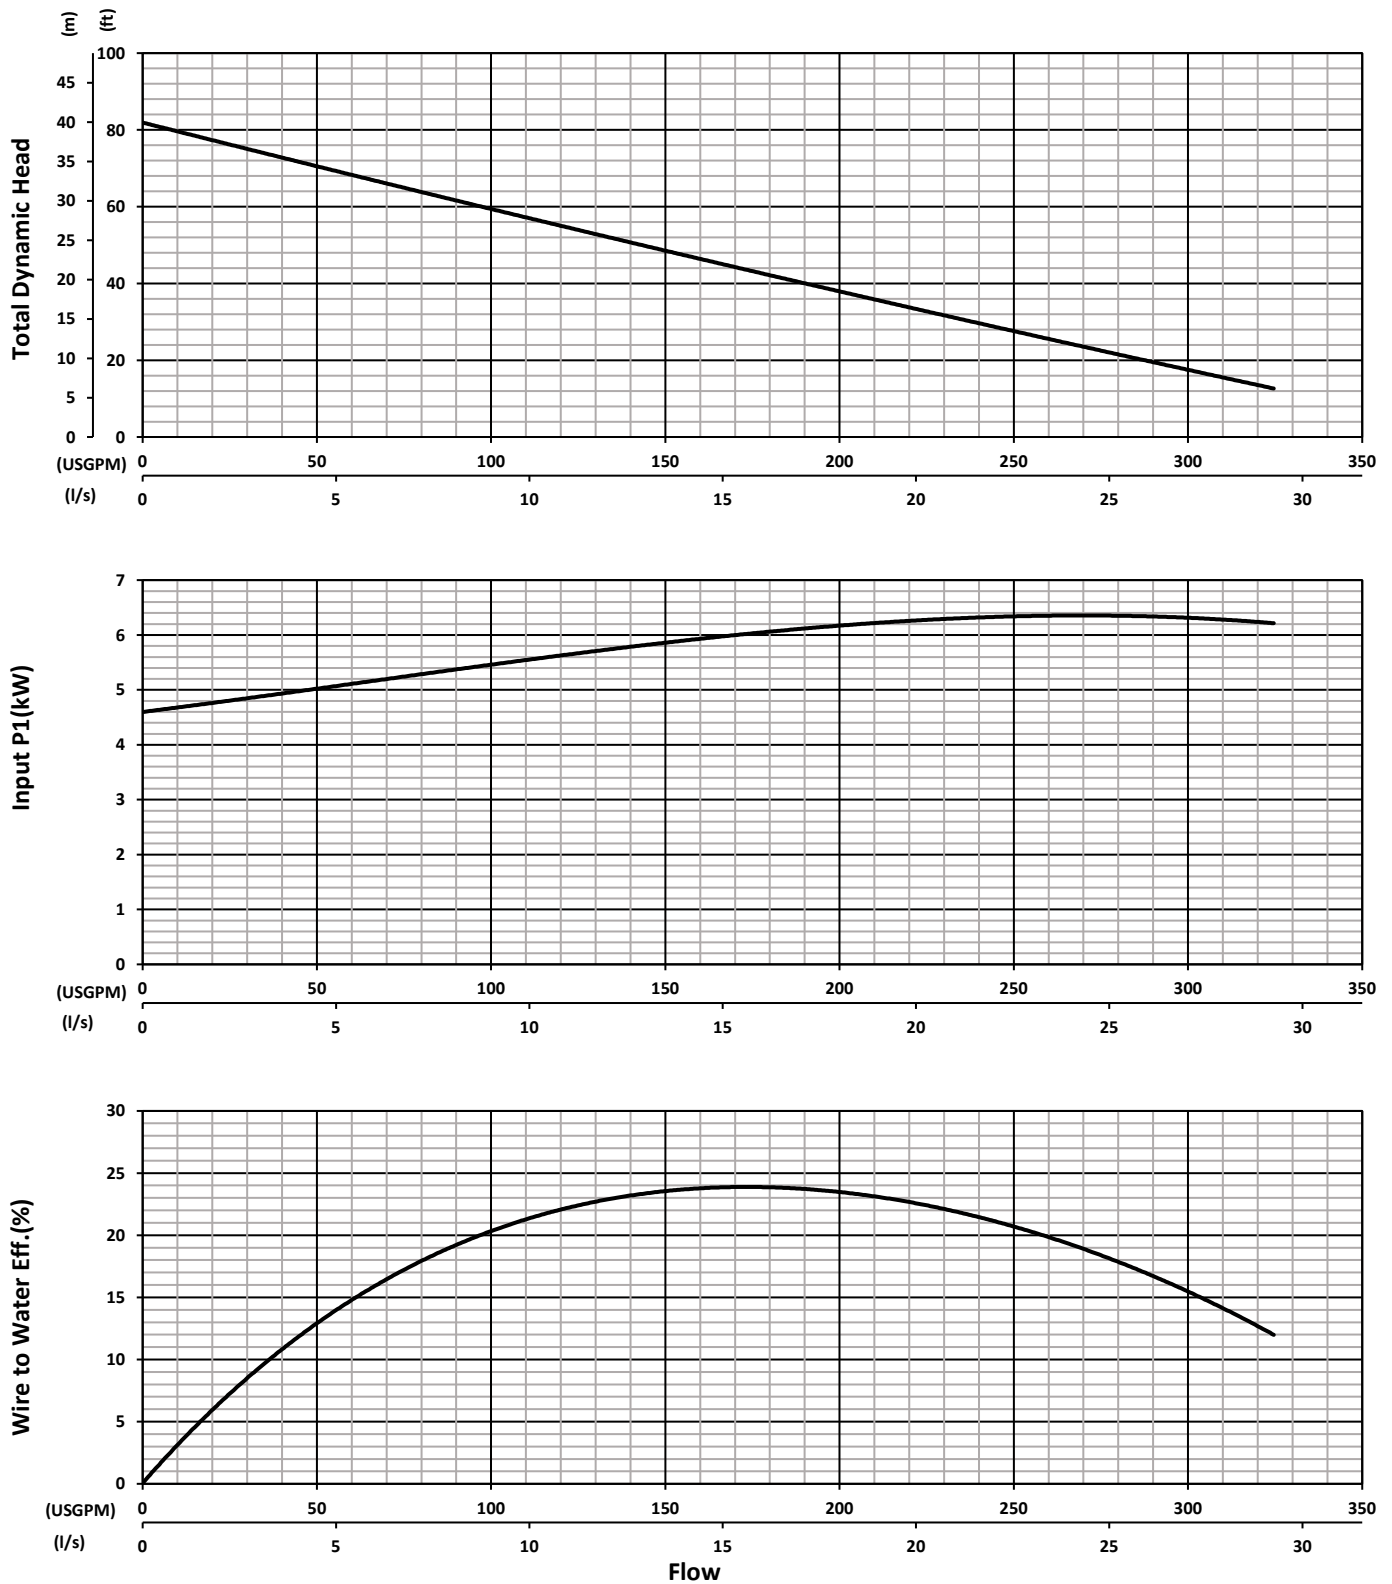 (m) (ft)
Total Dynamic Head
100
45
40 80
35
30 60
25
20 40
15
10 20
5
0 0
(USGPM) 0 50 100 150 200 250 300 350
(l/s) 0 5 10 15 20 25 30
Input P1(kW)
7
6
5
4
3
2
1
0
(USGPM) 0 50 100 150 200 250 300 350
(l/s) 0 5 10 15 20 25 30
Wire to Water Eff.(%)
30
25
20
15
10
5
0
(USGPM) 0 50 100 150 200 250 300 350
(l/s) 0 5 10 15 20 25 30
Flow